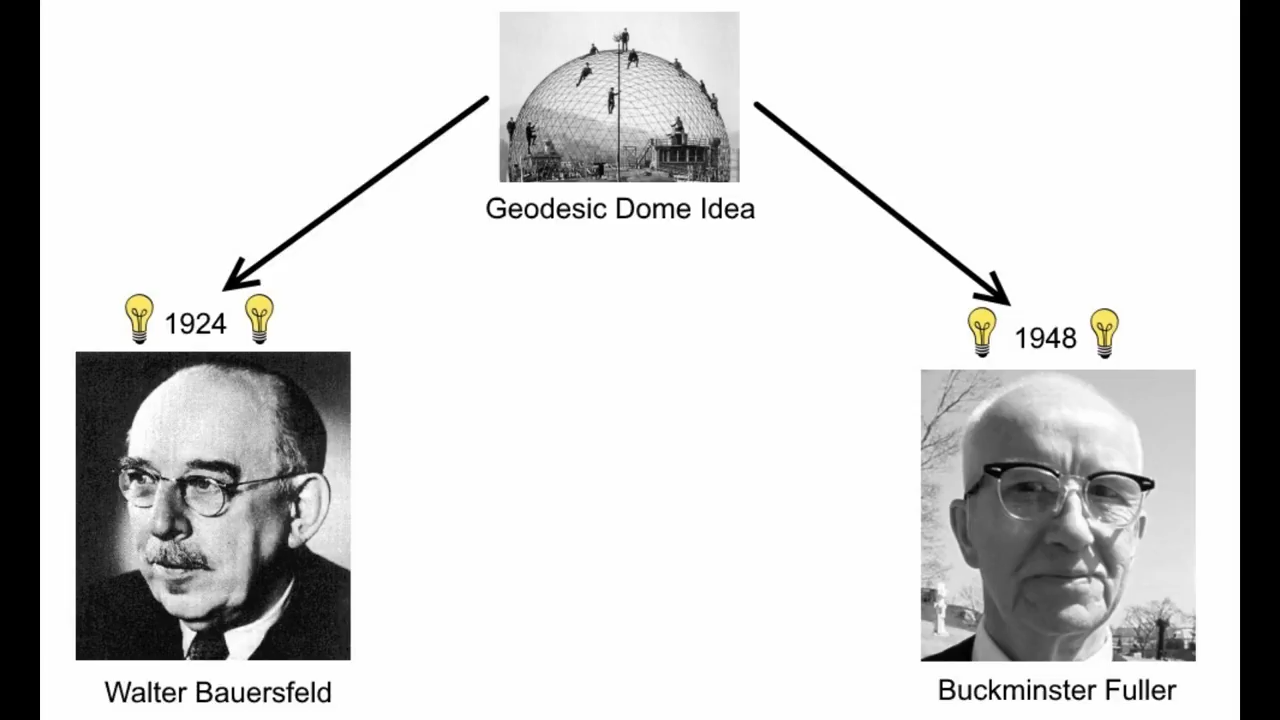 Geodesic Dome Idea
1924
1948
Walter Bauersfeld
Buckminster Fuller